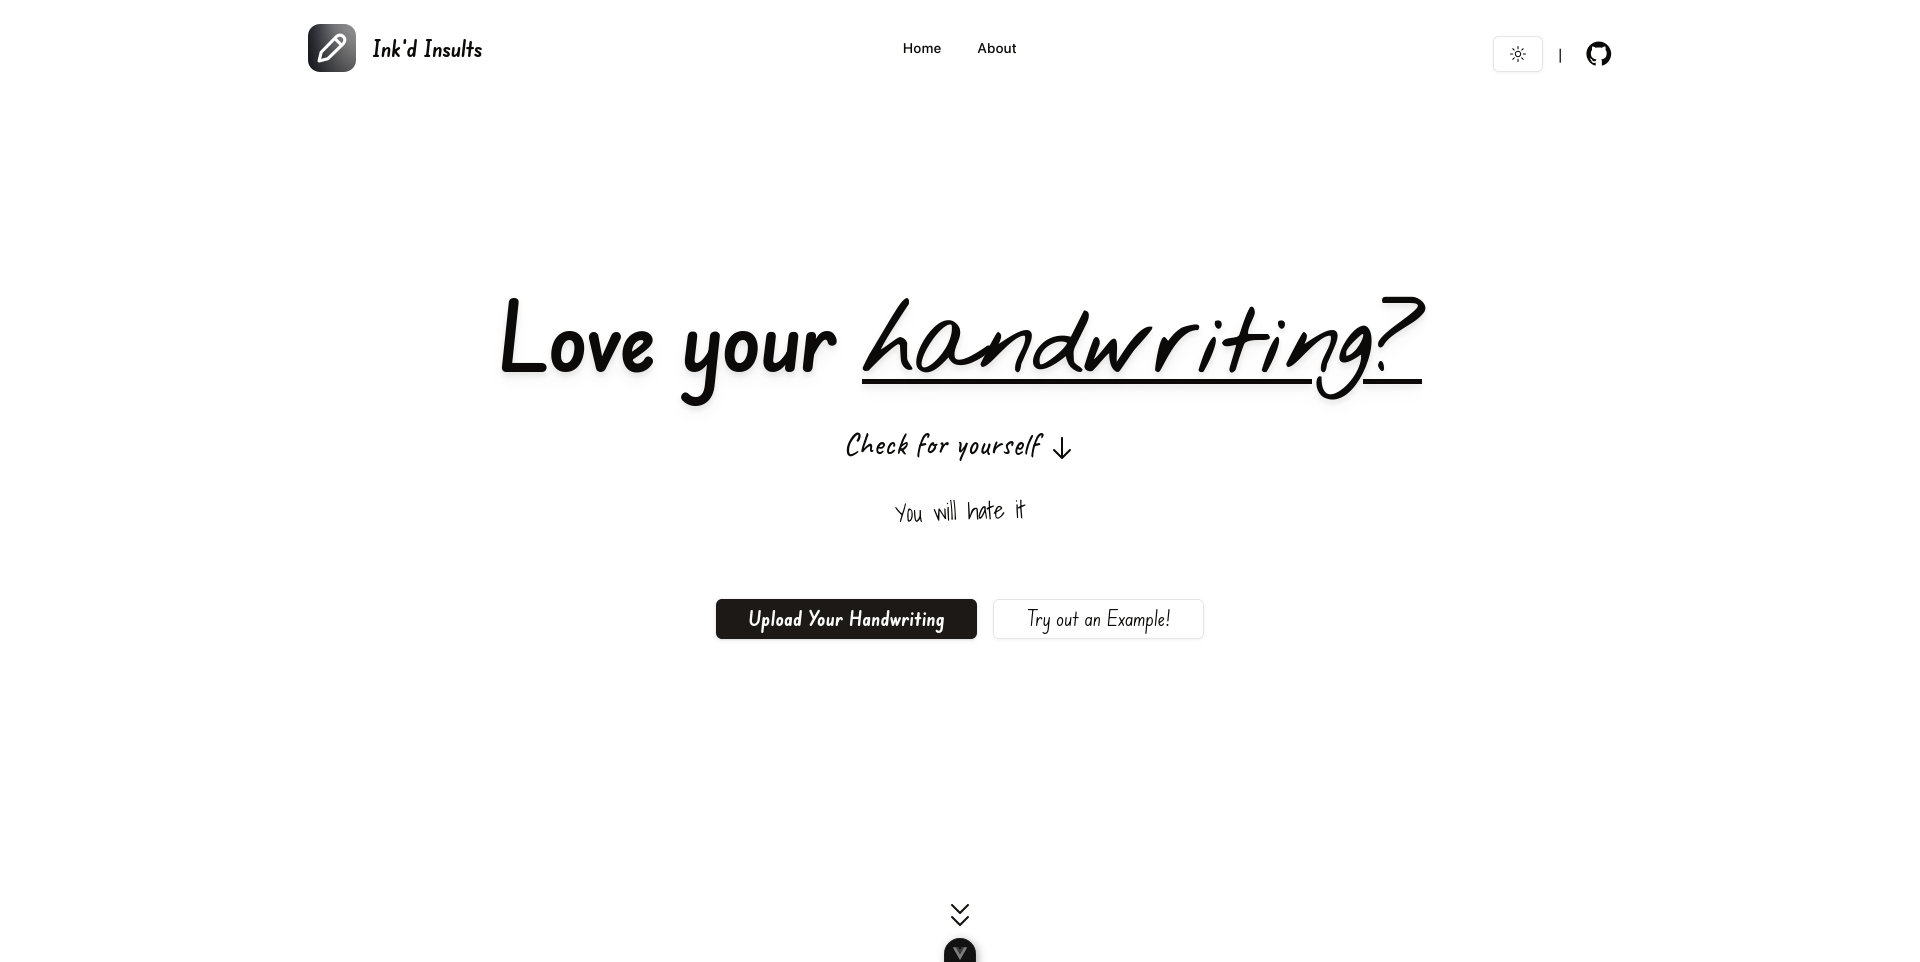 Ink'd Insults
Home
About
|
Love your handwriting?
Check for yourself ↓
You will hate it
Upload Your Handwriting
Try out an Example!